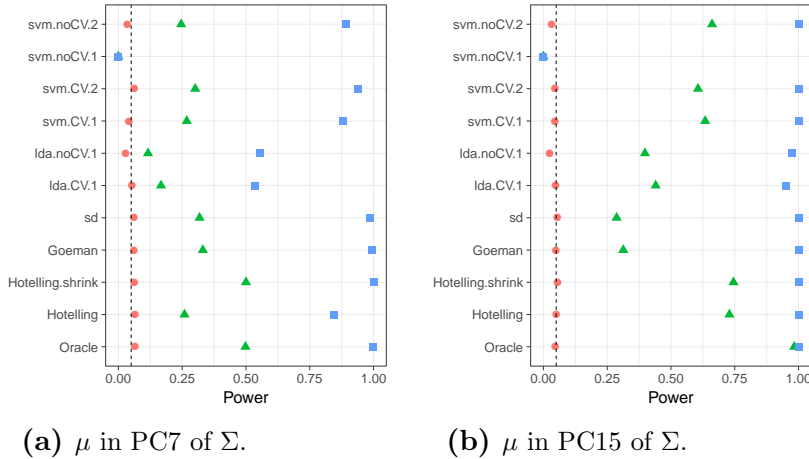 svm.noCV.2
svm.noCV.1
svm.CV.2
svm.CV.1
lda.noCV.1
lda.CV.1
sd
Goeman
Hotelling.shrink
Hotelling
Oracle
0.00 0.25 0.50 0.75 1.00
Power
(a) μ in PC7 of Σ.
svm.noCV.2
svm.noCV.1
svm.CV.2
svm.CV.1
lda.noCV.1
lda.CV.1
sd
Goeman
Hotelling.shrink
Hotelling
Oracle
0.00 0.25 0.50 0.75 1.00
Power
(b) μ in PC15 of Σ.